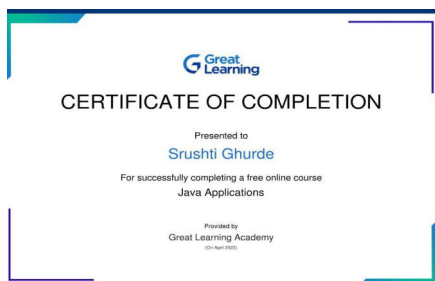 Great
Learning
CERTIFICATE OF COMPLETION
Presented to
Srushti Ghurde
For successfully completing a free online course
Java Applications
Provided by
Great Learning Academy